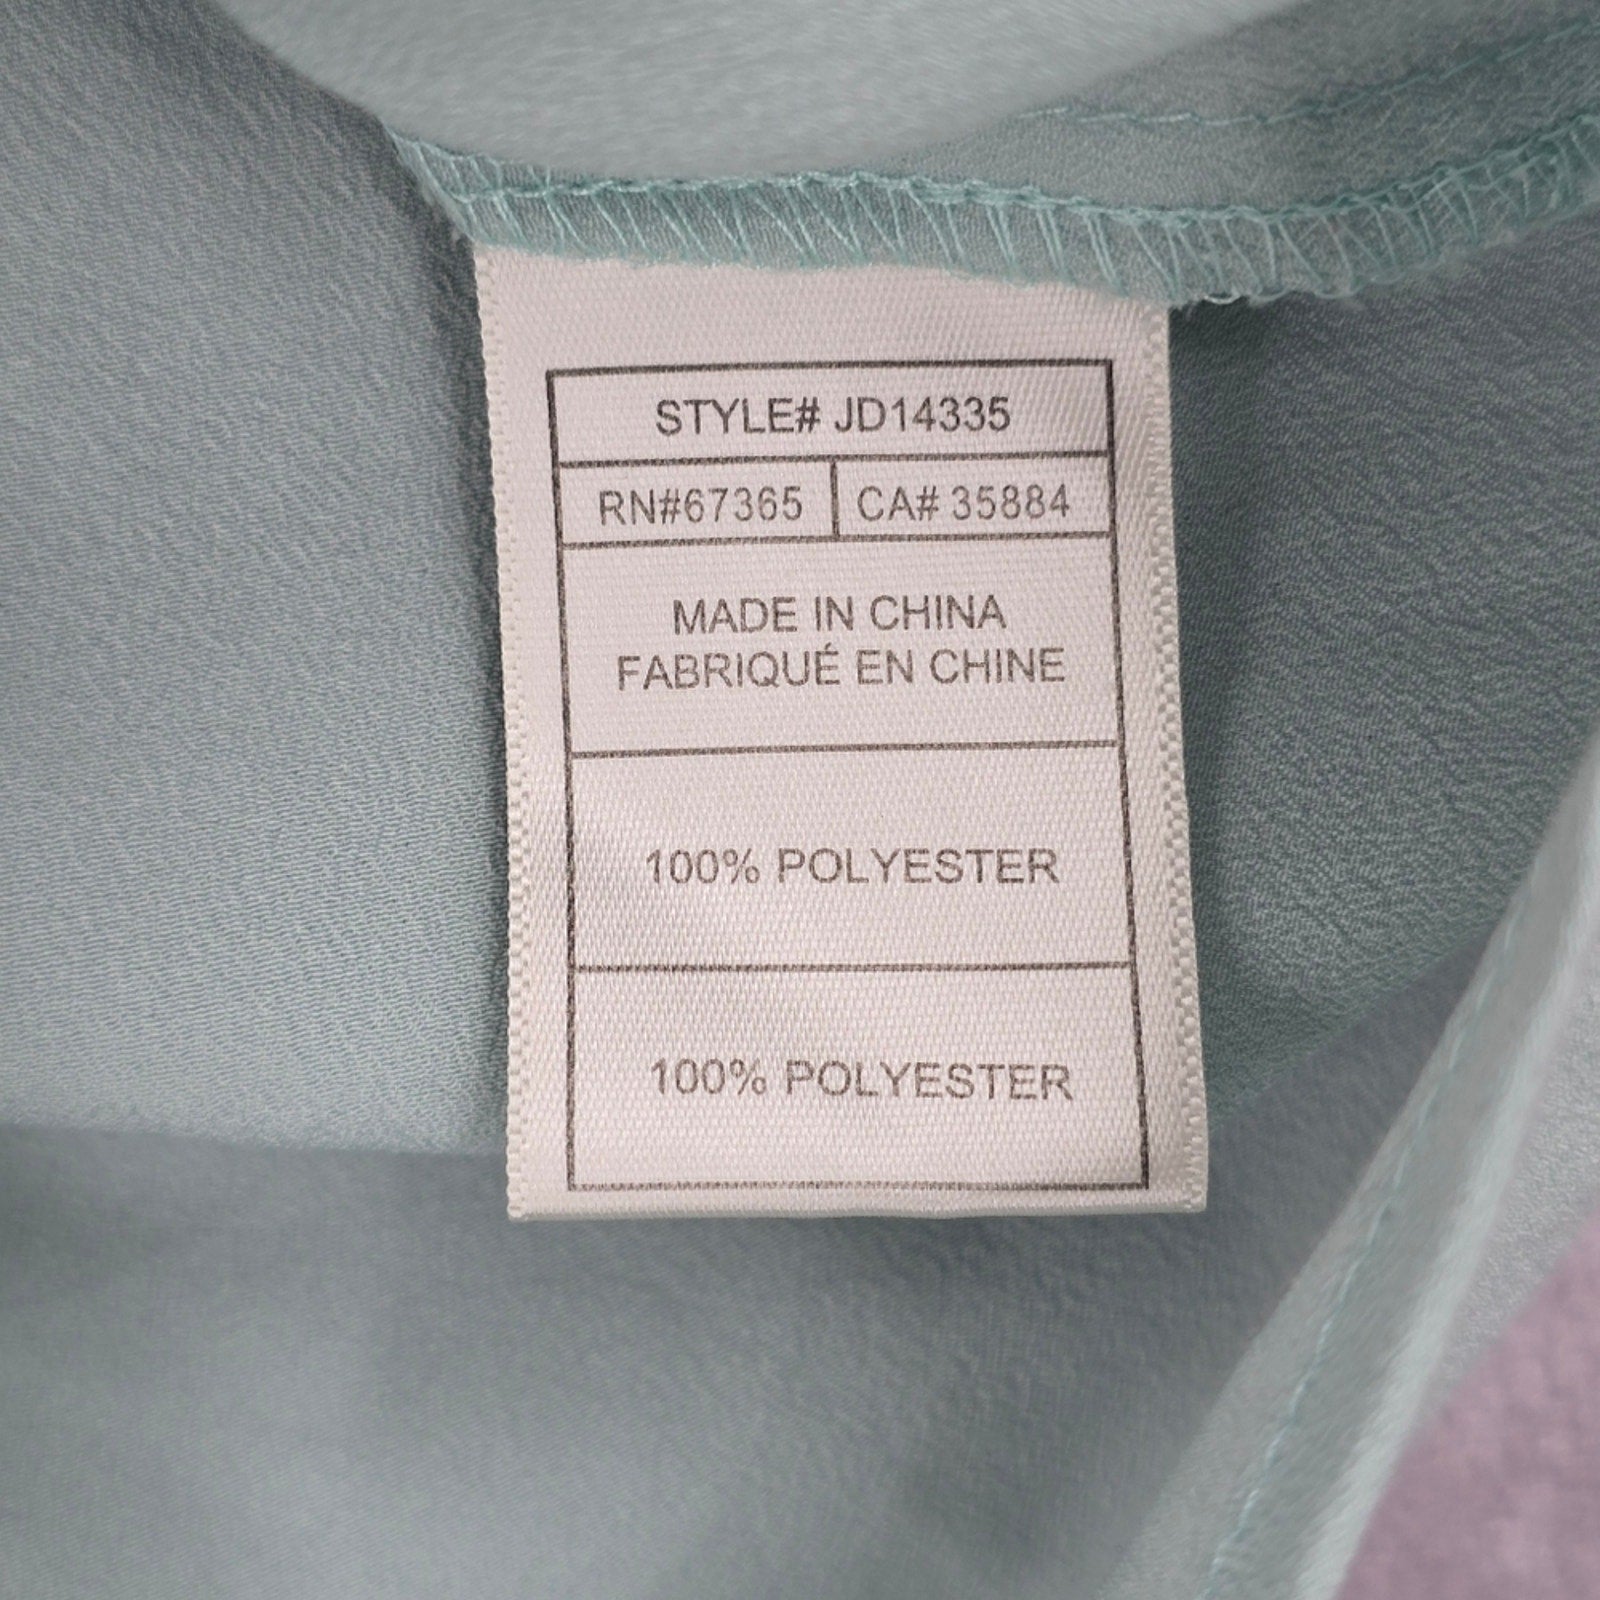 STYLE# JD14335
RN#67365 CA# 35884
MADE IN CHINA
FABRIQUÉ EN CHINE
100% POLYESTER
100% POLYESTER